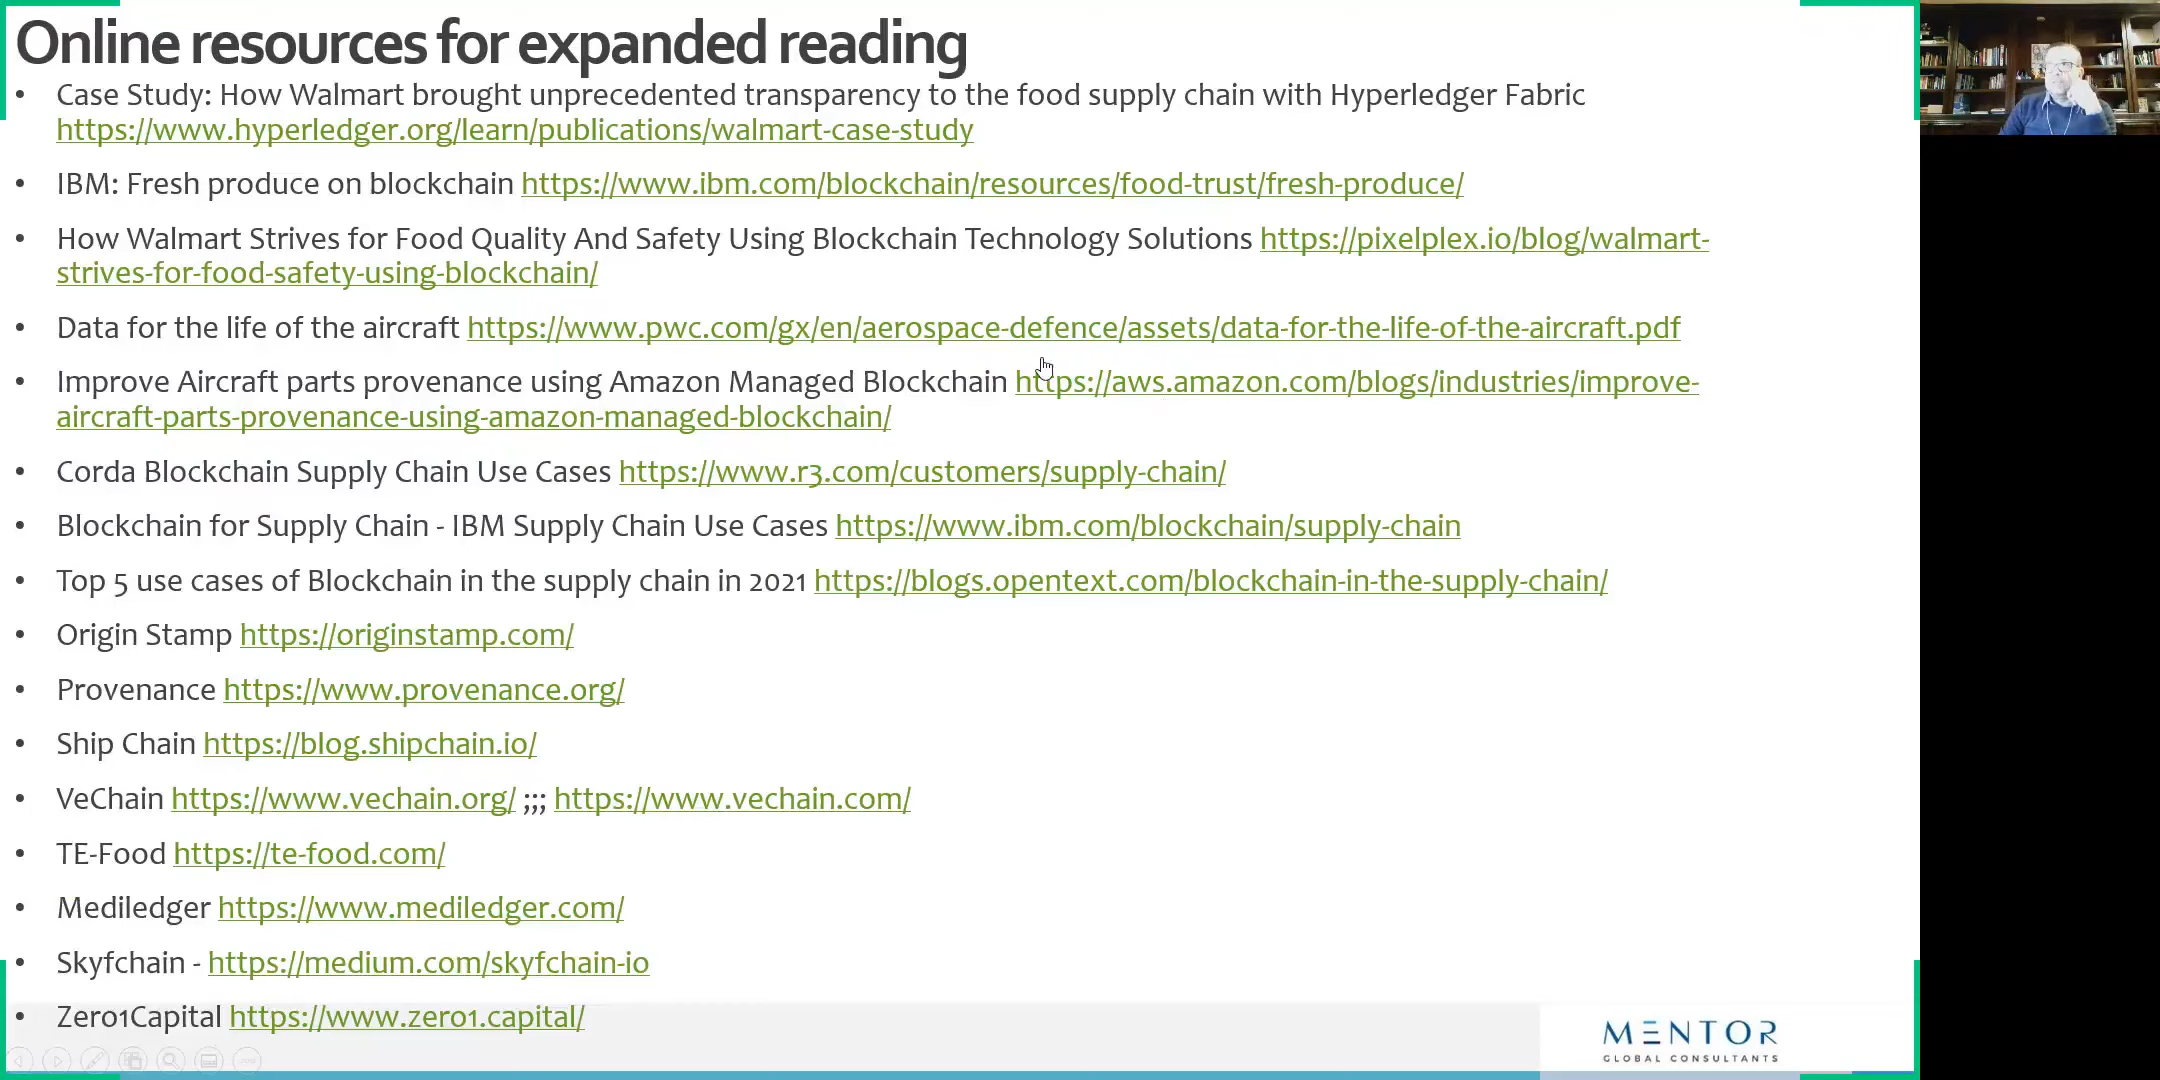 Online resources for expanded reading
• Case Study: How Walmart brought unprecedented transparency to the food supply chain with Hyperledger Fabric
https://www.hyperledger.org/learn/publications/walmart-case-study
• IBM: Fresh produce on blockchain https://www.ibm.com/blockchain/resources/food-trust/fresh-produce/
• How Walmart Strives for Food Quality And Safety Using Blockchain Technology Solutions https://pixelplex.io/blog/walmart-
strives-for-food-safety-using-blockchain/
• Data for the life of the aircraft https://www.pwc.com/gx/en/aerospace-defence/assets/data-for-the-life-of-the-aircraft.pdf
• Improve Aircraft parts provenance using Amazon Managed Blockchain https://aws.amazon.com/blogs/industries/improve-
aircraft-parts-provenance-using-amazon-managed-blockchain/
• Corda Blockchain Supply Chain Use Cases https://www.r3.com/customers/supply-chain/
• Blockchain for Supply Chain - IBM Supply Chain Use Cases https://www.ibm.com/blockchain/supply-chain
• Top 5 use cases of Blockchain in the supply chain in 2021 https://blogs.opentext.com/blockchain-in-the-supply-chain/
• Origin Stamp https://originstamp.com/
• Provenance https://www.provenance.org/
• Ship Chain https://blog.shipchain.io/
• VeChain https://www.vechain.org/ ;;; https://www.vechain.com/
• TE-Food https://te-food.com/
• Mediledger https://www.mediledger.com/
• Skyfchain - https://medium.com/skyfchain-io
• Zero1Capital https://www.zero1.capital/
MENTOR
GLOBAL CONSULTANTS